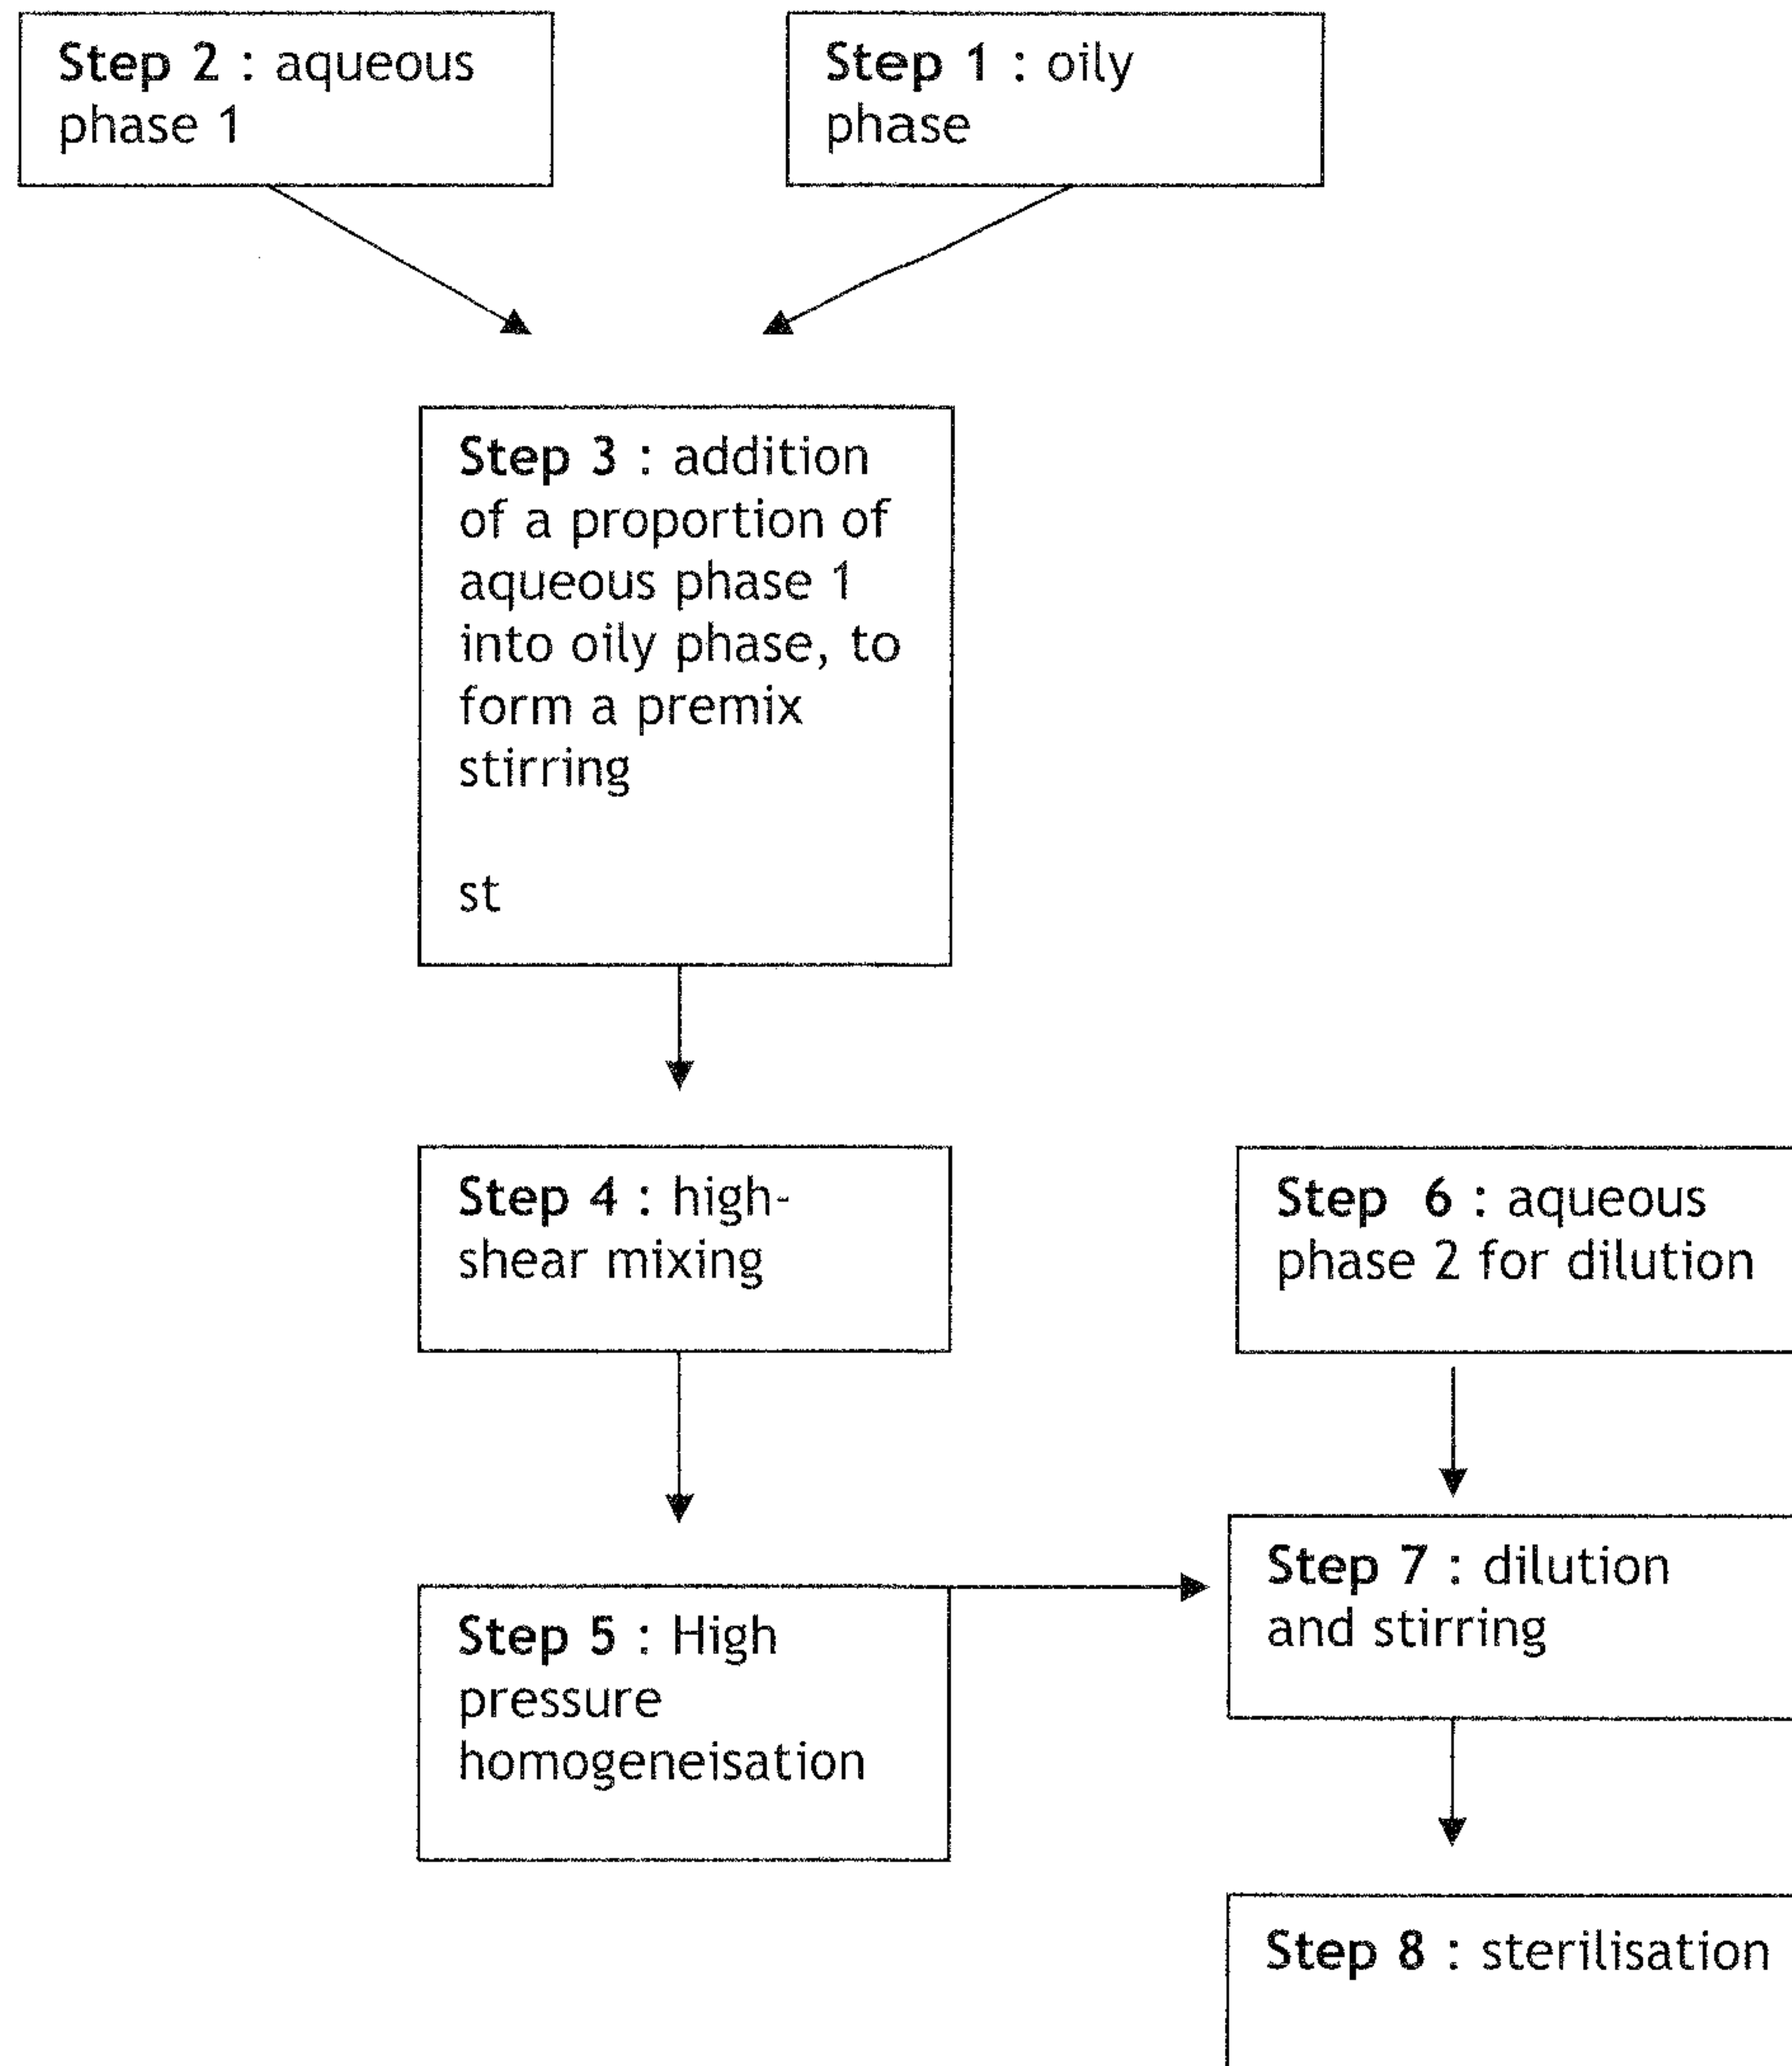 Step 2 : aqueous
phase 1
Step 1 : oily
phase
Step 3 : addition
of a proportion of
aqueous phase 1
into oily phase, to
form a premix
stirring
st
Step 4 : high-
shear mixing
Step 6 : aqueous
phase 2 for dilution
Step 5 : High
pressure
homogeneisation
Step 7 : dilution
and stirring
Step 8 : sterilisation